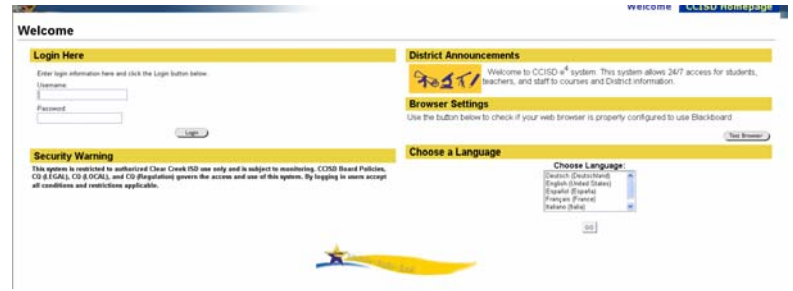 Welcome CCISD Homepage
Welcome
Login Here
Enter login information here and click the Login button below.
Username:
Password:
Login
Security Warning
This system is restricted to authorized Clear Creek ISD use only and is subject to monitoring. CCISD Board Policies,
CQ (LEGAL), CQ (LOCAL), and CQ (Regulation) govern the access and use of this system. By logging in users accept
all conditions and restrictions applicable.
District Announcements
Welcome to CCISD e4 system. This system allows 24/7 access for students,
teachers, and staff to courses and District information.
Browser Settings
Use the button below to check if your web browser is properly configured to use Blackboard
Test Browser
Choose a Language
Choose Language:
Deutsch (Deutschland)
English (United States)
Español (España)
Français (France)
Italiano (Italia)
GO